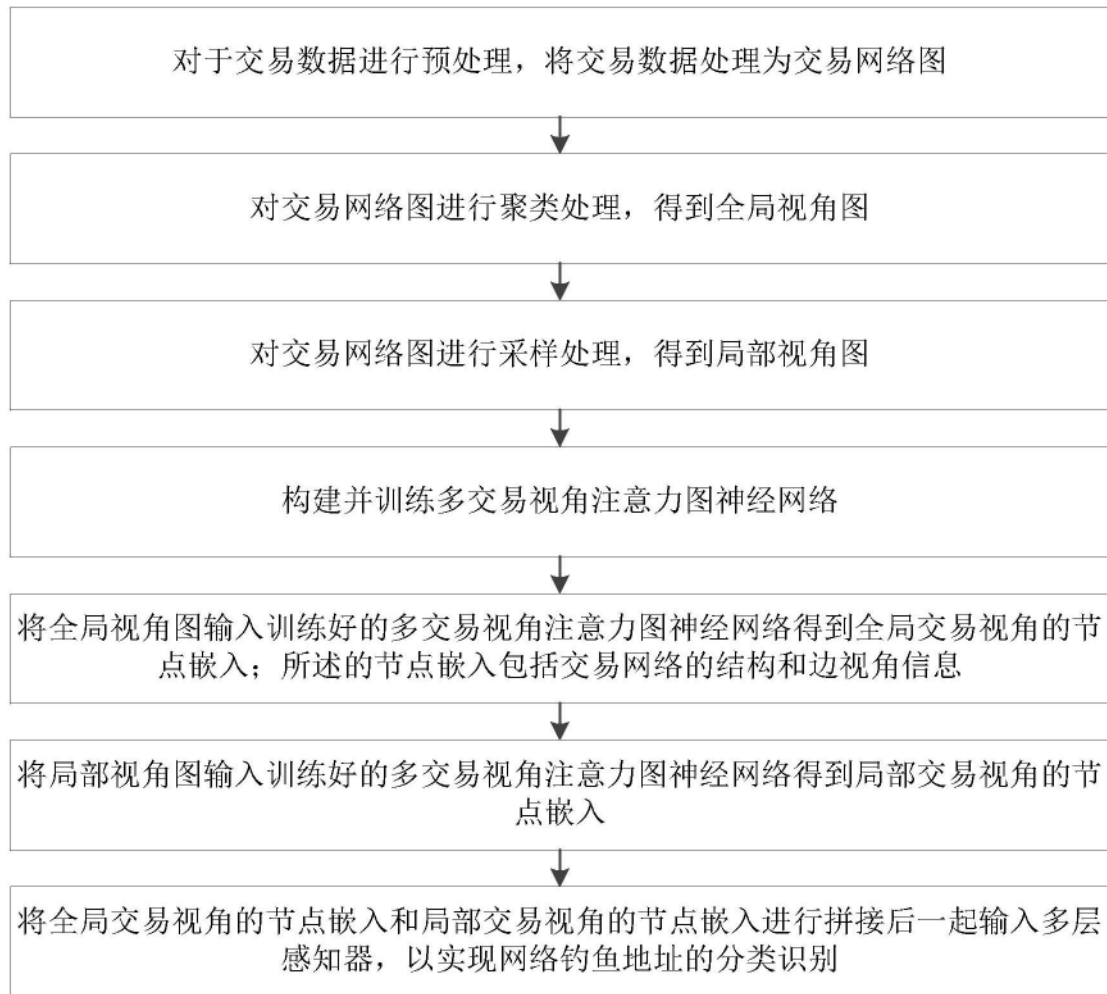 对于交易数据进行预处理，将交易数据处理为交易网络图
对交易网络图进行聚类处理，得到全局视角图
对交易网络图进行采样处理，得到局部视角图
构建并训练多交易视角注意力图神经网络
将全局视角图输入训练好的多交易视角注意力图神经网络得到全局交易视角的节
点嵌入；所述的节点嵌入包括交易网络的结构和边视角信息
将局部视角图输入训练好的多交易视角注意力图神经网络得到局部交易视角的节
点嵌入
将全局交易视角的节点嵌入和局部交易视角的节点嵌入进行拼接后一起输入多层
感知器，以实现网络钓鱼地址的分类识别